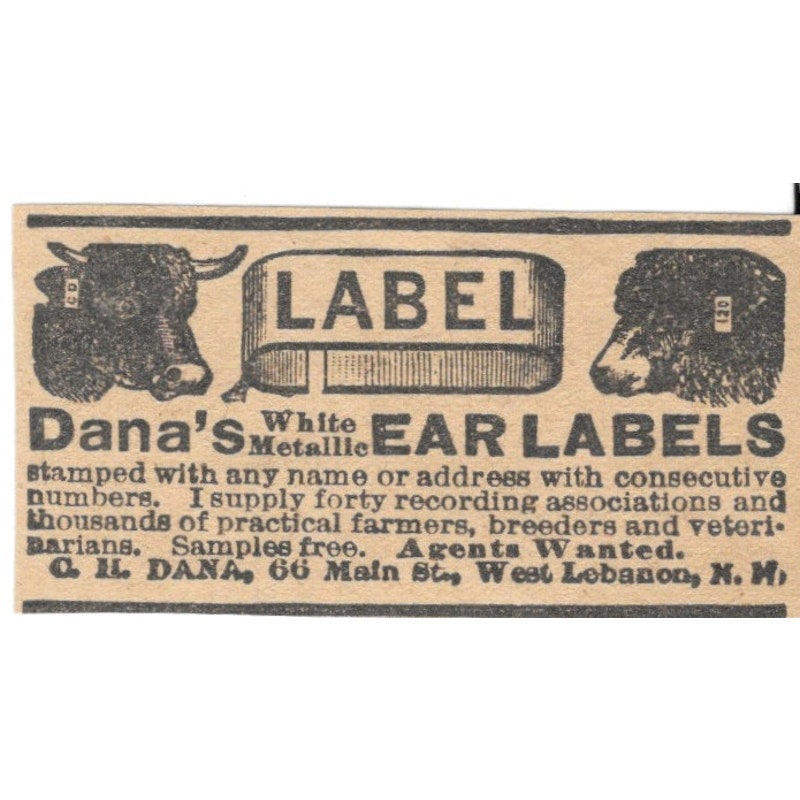 CD
LABEL
120
Dana's White Metallic EAR LABELS
stamped with any name or address with consecutive
numbers. I supply forty recording associations and
thousands of practical farmers, breeders and veteri-
narians. Samples free. Agents Wanted.
C. H. DANA, 66 Main St., West Lebanon, N. H.